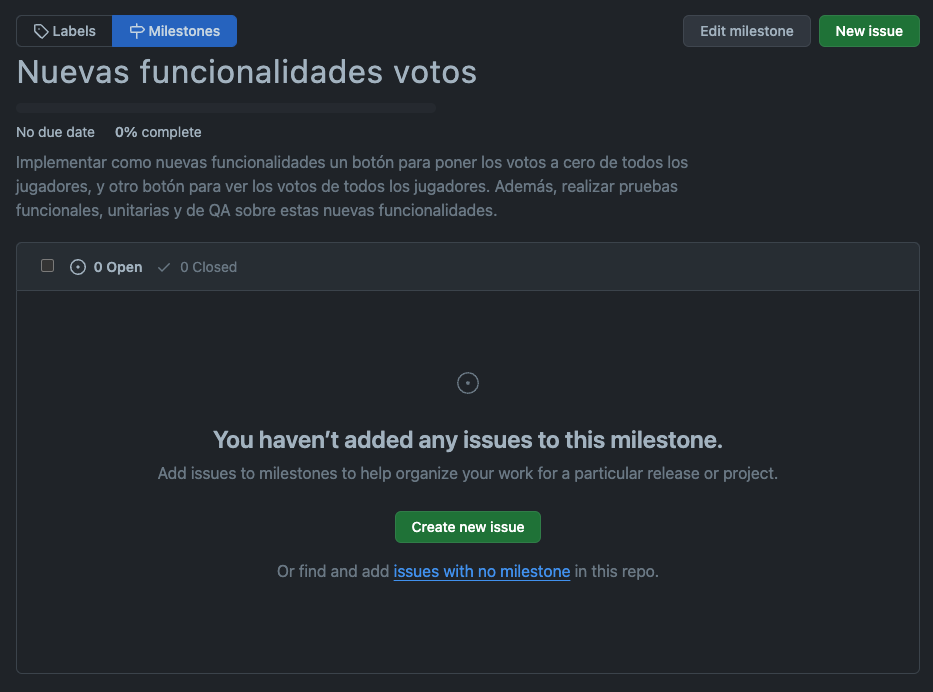 Labels
Milestones
Edit milestone
New issue
Nuevas funcionalidades votos
No due date 0% complete
Implementar como nuevas funcionalidades un botón para poner los votos a cero de todos los
jugadores, y otro botón para ver los votos de todos los jugadores. Además, realizar pruebas
funcionales, unitarias y de QA sobre estas nuevas funcionalidades.
0 Open 0 Closed
You haven’t added any issues to this milestone.
Add issues to milestones to help organize your work for a particular release or project.
Create new issue
Or find and add issues with no milestone in this repo.